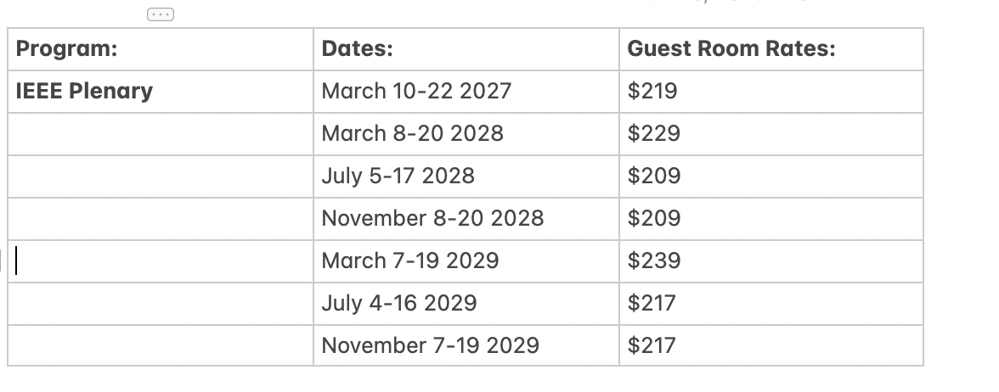 Program: Dates: Guest Room Rates:
IEEE Plenary March 10-22 2027 $219
March 8-20 2028 $229
July 5-17 2028 $209
November 8-20 2028 $209
March 7-19 2029 $239
July 4-16 2029 $217
November 7-19 2029 $217